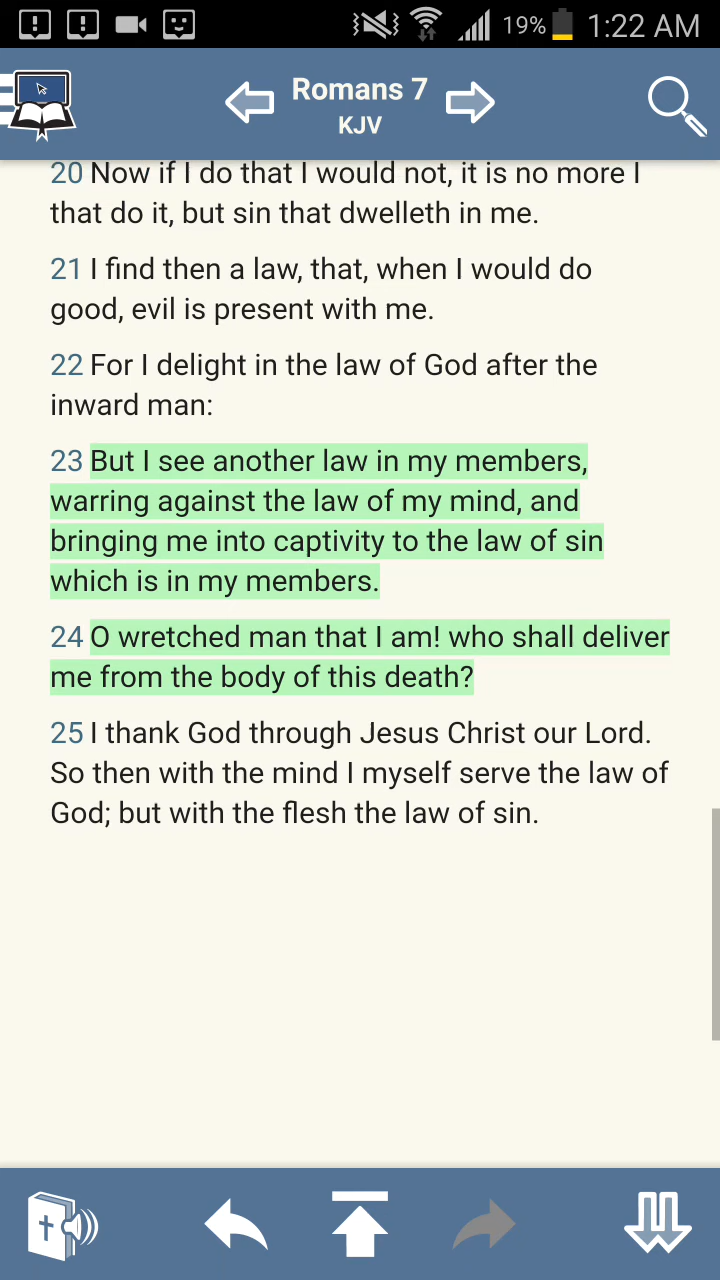 19% 1:22 AM
Romans 7
KJV
20 Now if I do that I would not, it is no more I
that do it, but sin that dwelleth in me.
21 I find then a law, that, when I would do
good, evil is present with me.
22 For I delight in the law of God after the
inward man:
23 But I see another law in my members,
warring against the law of my mind, and
bringing me into captivity to the law of sin
which is in my members.
24 O wretched man that I am! who shall deliver
me from the body of this death?
25 I thank God through Jesus Christ our Lord.
So then with the mind I myself serve the law of
God; but with the flesh the law of sin.